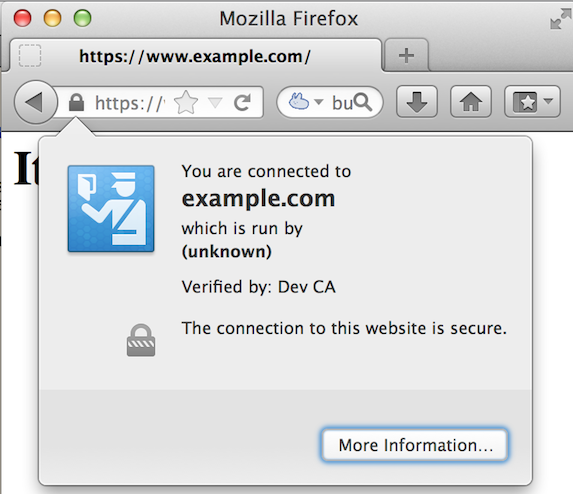 Mozilla Firefox
https://www.example.com/
https://
bu
It
You are connected to
example.com
which is run by
(unknown)
Verified by: Dev CA
The connection to this website is secure.
More Information...